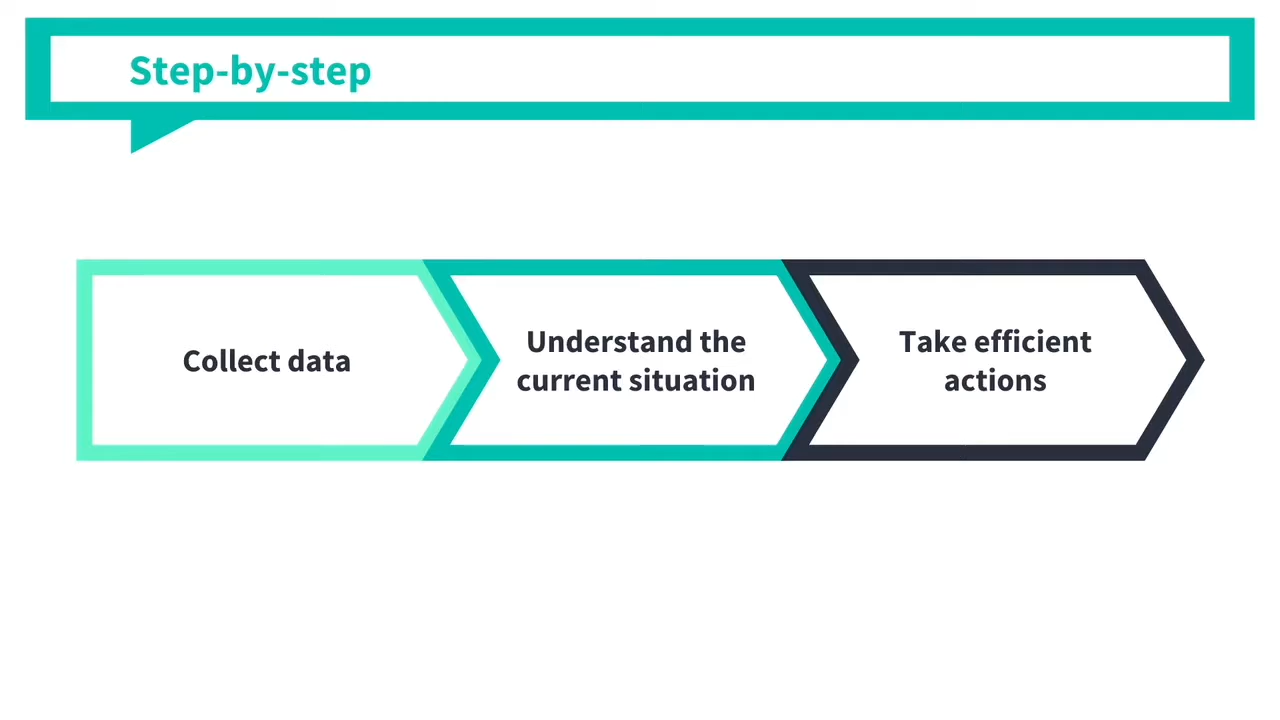 Step-by-step
Collect data
Understand the
current situation
Take efficient
actions